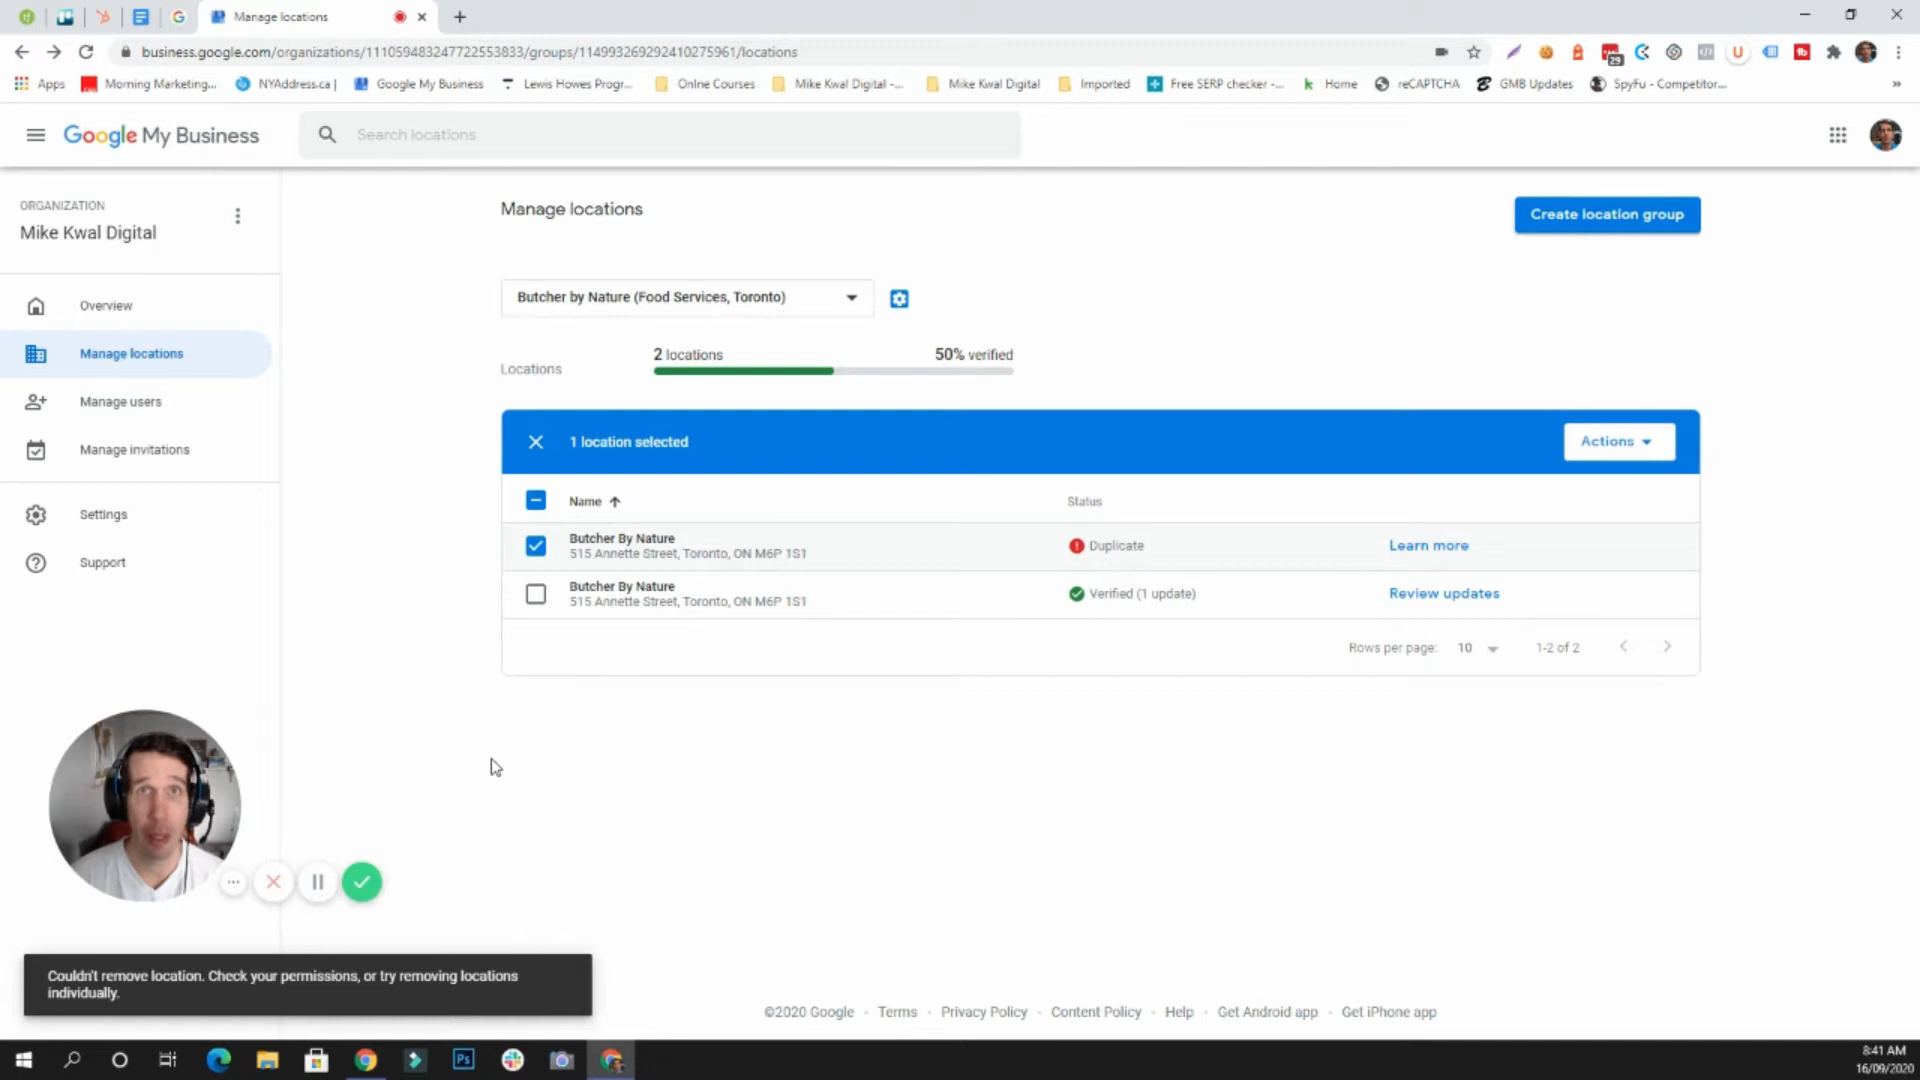 Manage locations
business.google.com/organizations/111059483247722553833/groups/114993269292410275961/locations
29
Apps
Morning Marketing...
NYAddress.ca |
Google My Business
Lewis Howes Progr...
Onlne Courses
Mike Kwal Digital -...
Mike Kwal Digital
Imported
Free SERP checker -...
Home
reCAPTCHA
GMB Updates
SpyFu - Competitor...
»
Google My Business
Search locations
ORGANIZATION
Mike Kwal Digital
Overview
Manage locations
Manage users
Manage invitations
Settings
Support
Manage locations
Create location group
Butcher by Nature (Food Services, Toronto)
Locations
2 locations
50% verified
1 location selected
Actions
Name
Status
Butcher By Nature
515 Annette Street, Toronto, ON M6P 1S1
Duplicate
Learn more
Butcher By Nature
515 Annette Street, Toronto, ON M6P 1S1
Verified (1 update)
Review updates
Rows per page: 10
1-2 of 2
Couldn't remove location. Check your permissions, or try removing locations
individually.
©2020 Google - Terms - Privacy Policy - Content Policy - Help - Get Android app - Get iPhone app
Ps
8:41 AM
16/09/2020